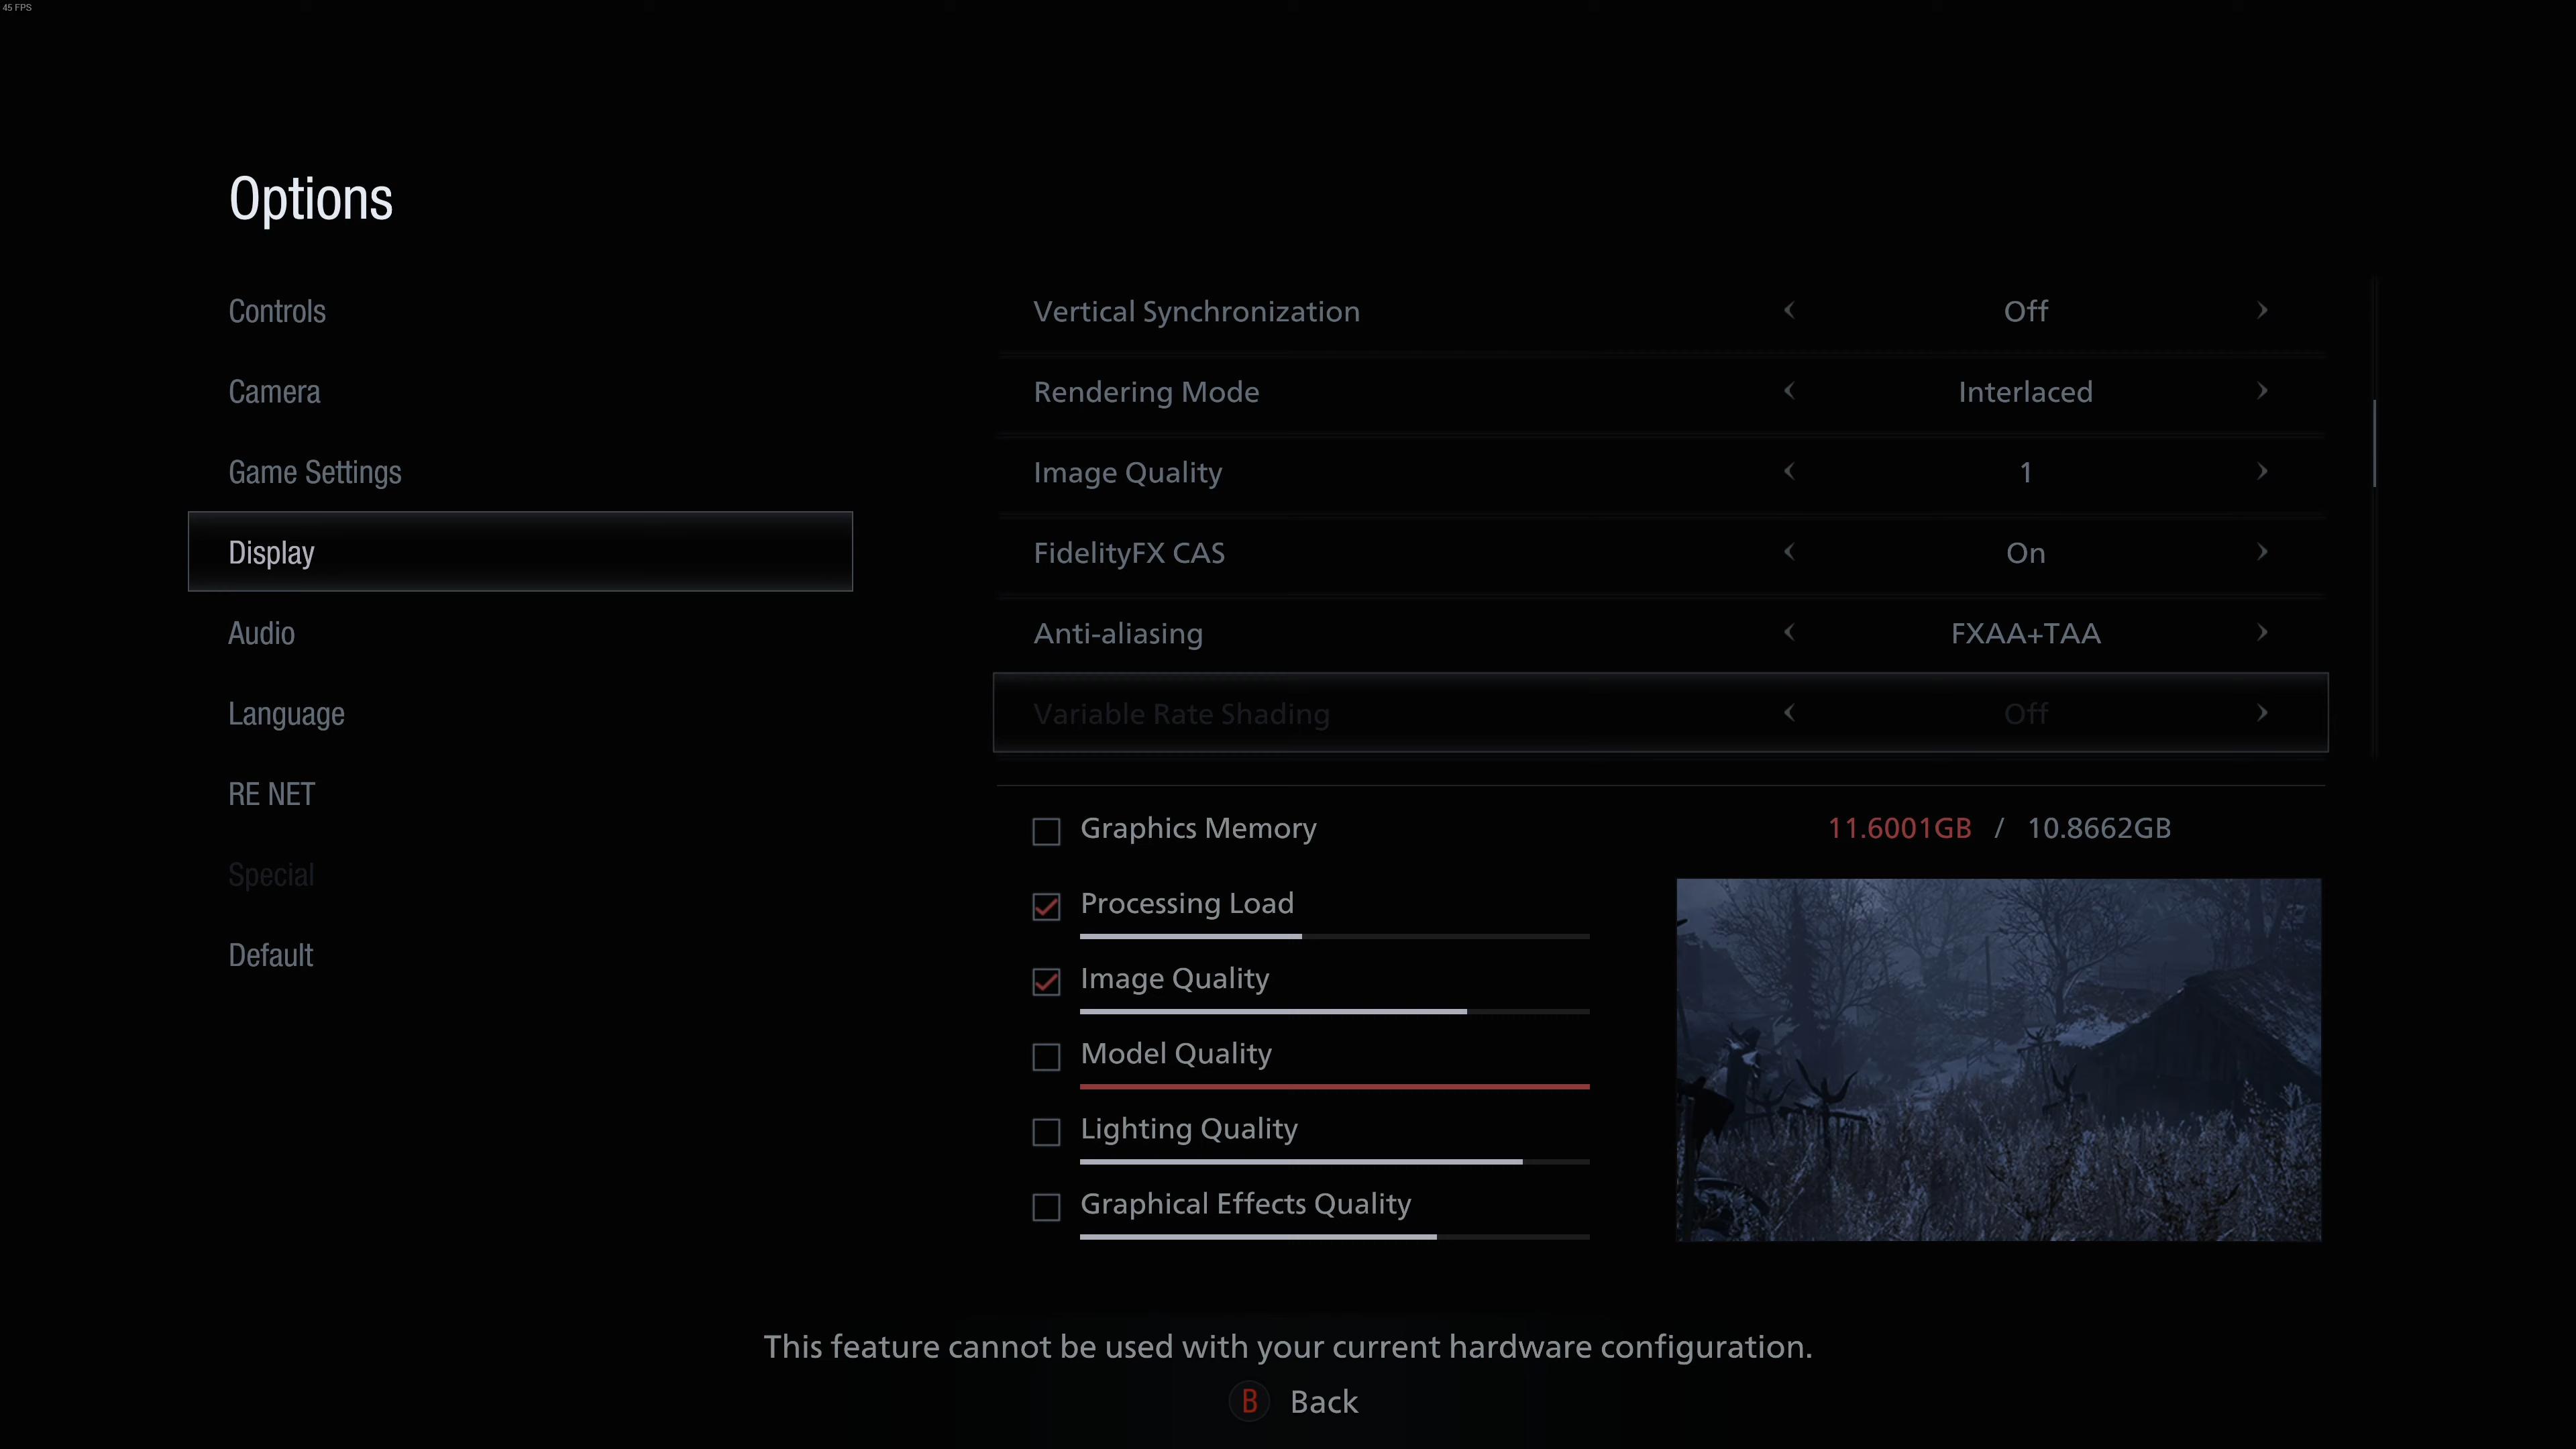 45 FPS
Options
Controls
Camera
Game Settings
Display
Audio
Language
RE NET
Special
Default
Vertical Synchronization Off
Rendering Mode Interlaced
Image Quality 1
FidelityFX CAS On
Anti-aliasing FXAA+TAA
Variable Rate Shading Off
Graphics Memory 11.6001GB / 10.8662GB
Processing Load
Image Quality
Model Quality
Lighting Quality
Graphical Effects Quality
This feature cannot be used with your current hardware configuration.
B Back